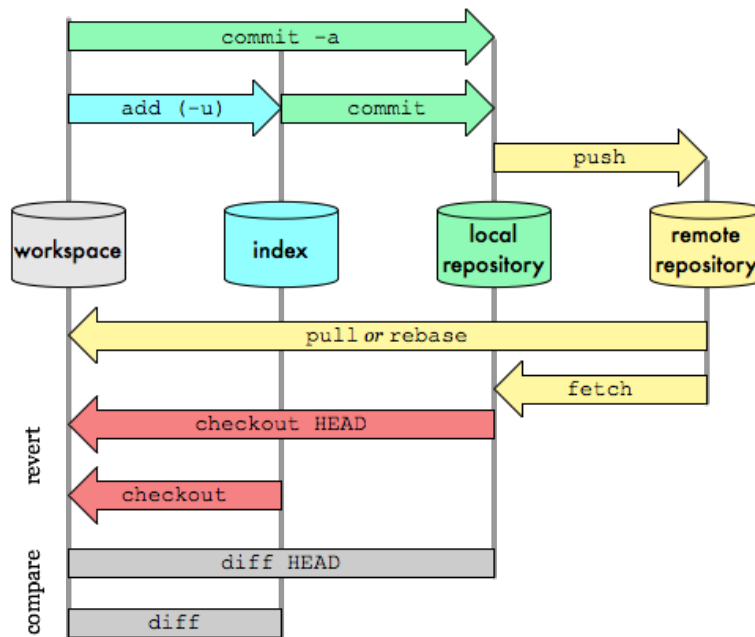 commit -a
add (-u)
commit
push
workspace
index
local
repository
remote
repository
pull or rebase
fetch
revert
checkout HEAD
checkout
compare
diff HEAD
diff